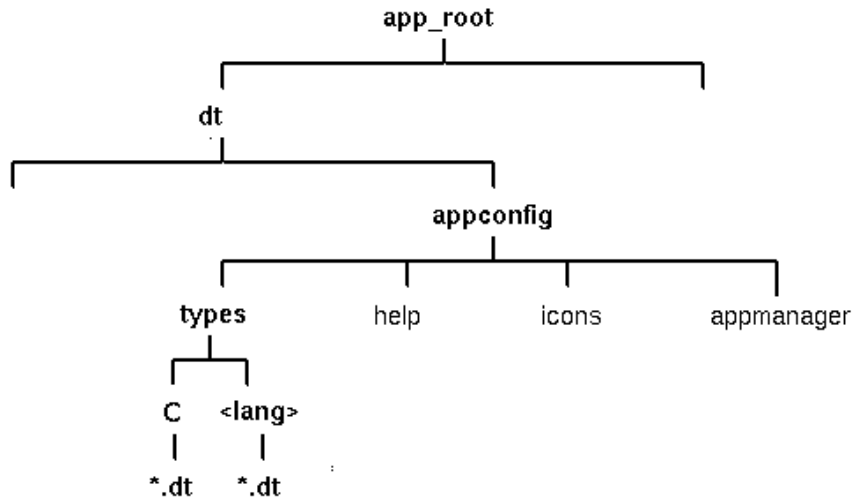 app_root
dt
appconfig
types help icons appmanager
C <lang>
*.dt *.dt